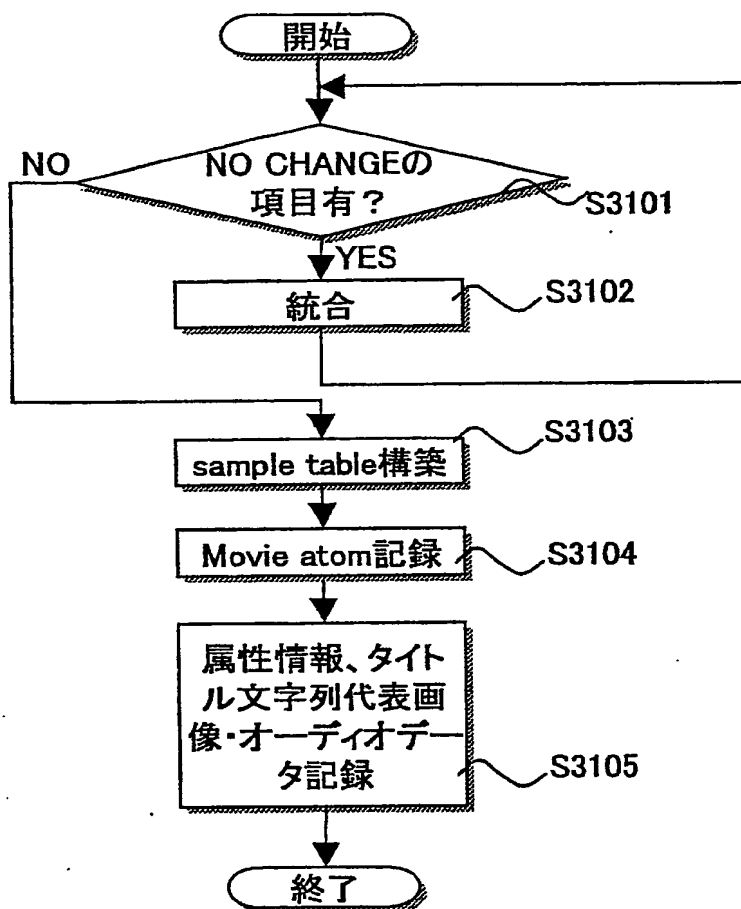 開始
NO
NO CHANGEの
項目有?
S3101
YES
統合
S3102
S3103
sample table構築
Movie atom記録
S3104
属性情報、タイト
ル文字列代表画
像・オーディオデー
タ記録
S3105
終了